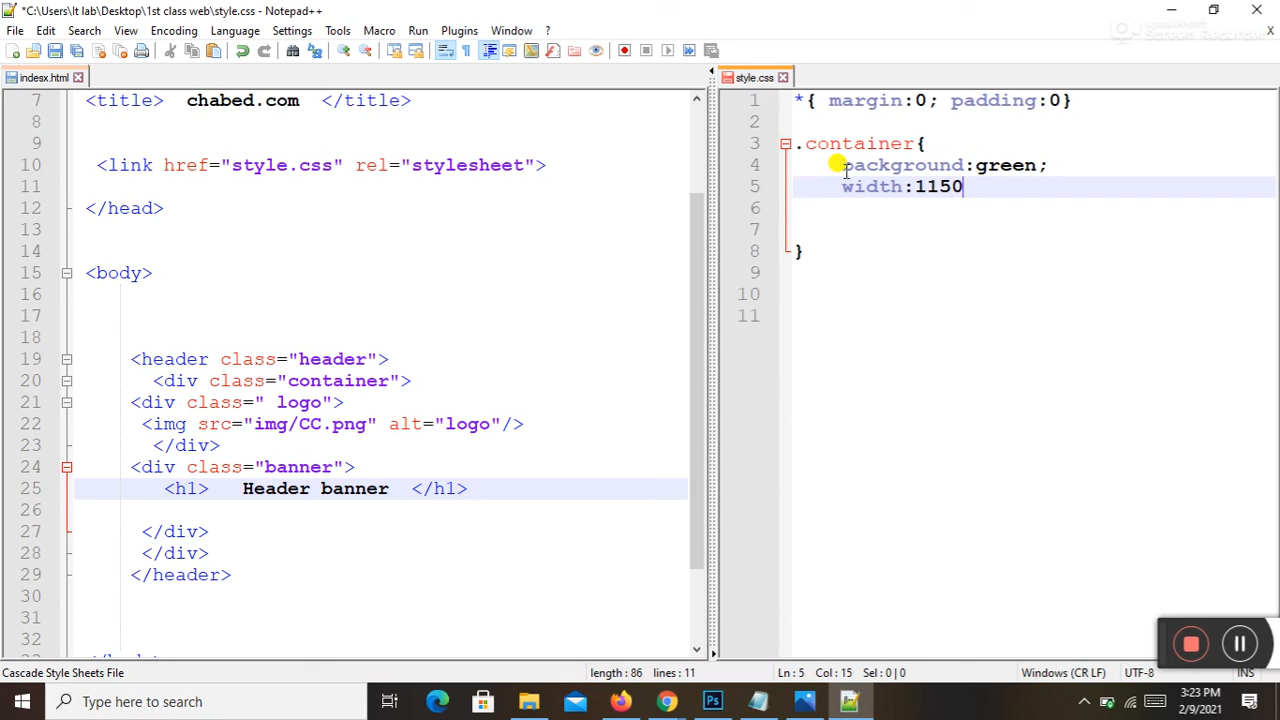 *C:\Users\It lab\Desktop\1st class web\style.css - Notepad++
File Edit Search View Encoding Language Settings Tools Macro Run Plugins Window ?
X
indesx.html
style.css
7 <title> chabed.com </title>
8
9
10 <link href="style.css" rel="stylesheet">
11
12 </head>
13
14
15 <body>
16
17
18
19 <header class="header">
20 <div class="container">
21 <div class=" logo">
22 <img src="img/CC.png" alt="logo"/>
23 </div>
24 <div class="banner">
25 <h1> Header banner </h1>
26
27 </div>
28 </div>
29 </header>
30
31
32
1 *{ margin:0; padding:0}
2
3 .container{
4 background:green;
5 width:1150
6
7
8 }
9
10
11
Cascade Style Sheets File length : 86 lines : 11 Ln : 5 Col : 15 Sel : 0 | 0 Windows (CR LF) UTF-8 INS
Type here to search
3:23 PM
2/9/2021